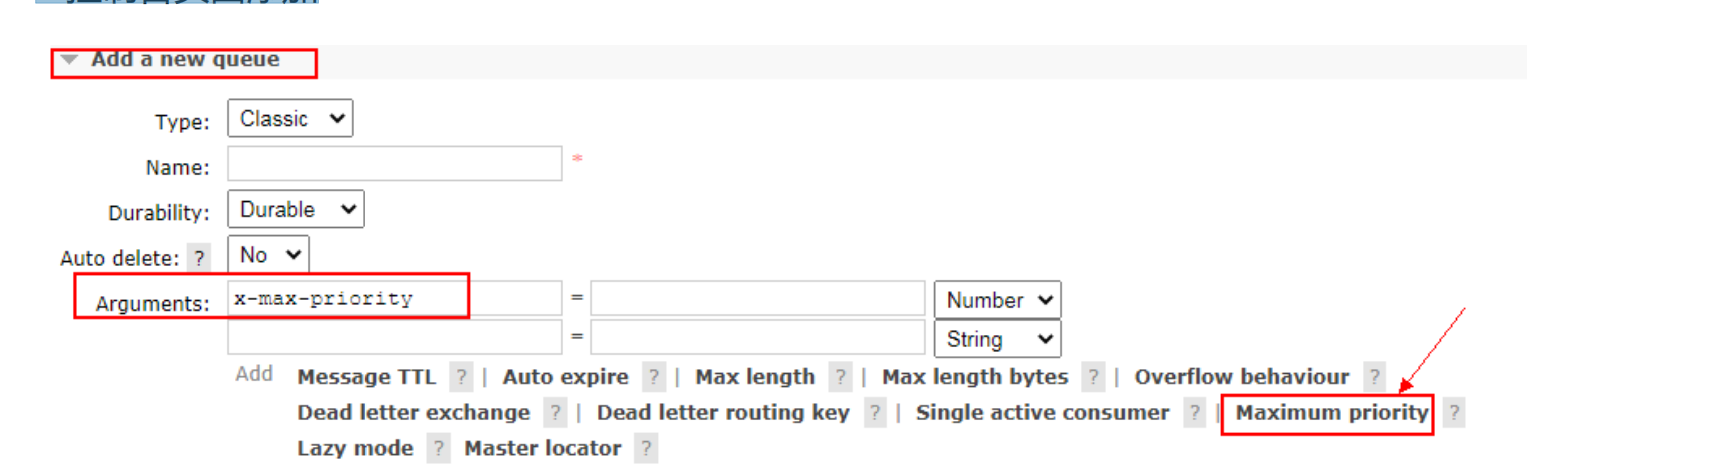 Add a new queue
Type: Classic
Name: *
Durability: Durable
Auto delete: ? No
Arguments: x-max-priority = Number
= String
Add Message TTL ? | Auto expire ? | Max length ? | Max length bytes ? | Overflow behaviour ?
Dead letter exchange ? | Dead letter routing key ? | Single active consumer ? | Maximum priority ?
Lazy mode ? Master locator ?